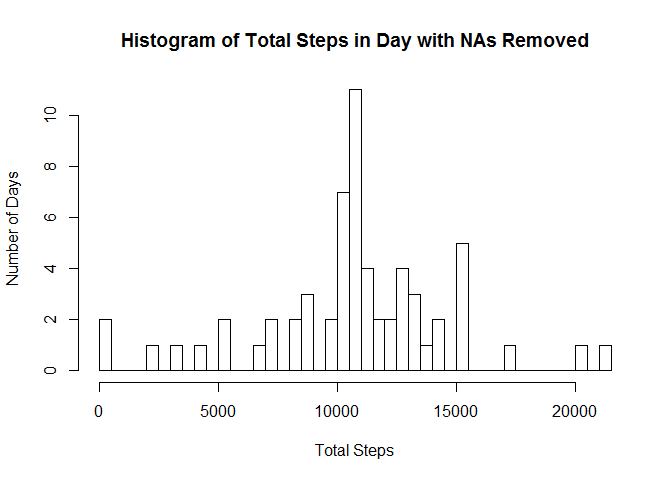 Histogram of Total Steps in Day with NAs Removed
Number of Days
10
8
6
4
2
0
0 5000 10000 15000 20000
Total Steps